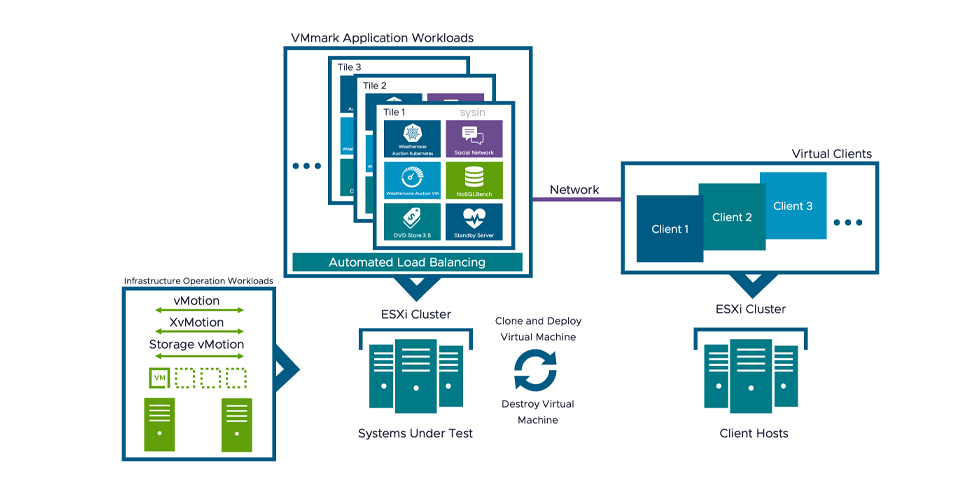 VMmark Application Workloads
Tile 3
Tile 2
Tile 1
sysin
Weathervane
Auction Kubernetes
Social Network
Weathervane Auction VM
NoSQLBench
DVD Store 3.5
Standby Server
Automated Load Balancing
Network
Virtual Clients
Client 1
Client 2
Client 3
Infrastructure Operation Workloads
vMotion
XvMotion
Storage vMotion
VM
ESXi Cluster
Systems Under Test
Clone and Deploy
Virtual Machine
Destroy Virtual
Machine
ESXi Cluster
Client Hosts